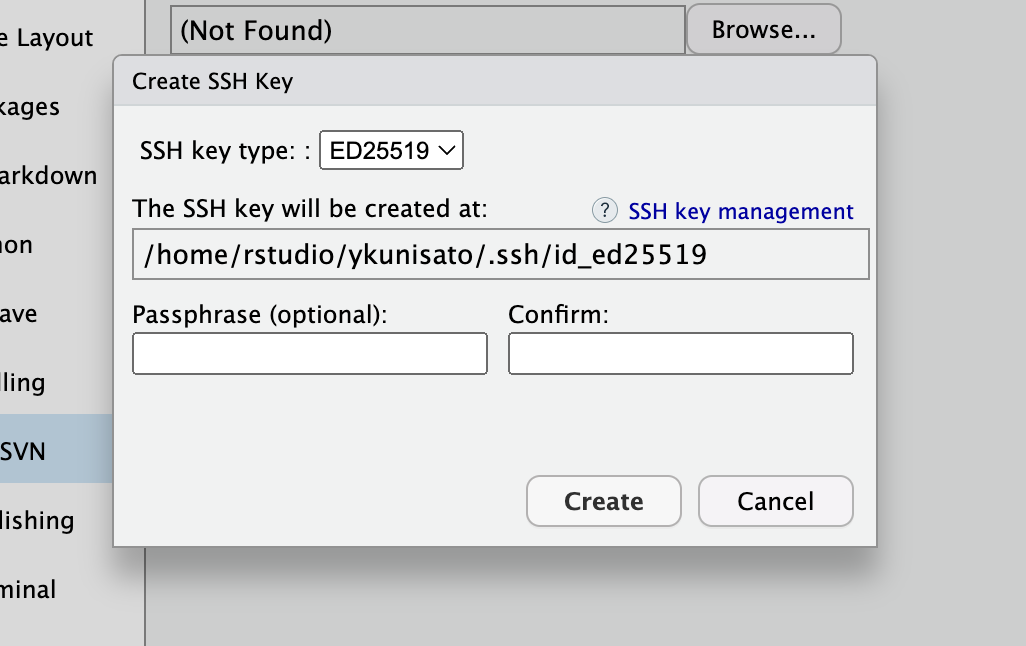 (Not Found)
Browse...
e Layout
kages
arkdown
on
ave
lling
SVN
lishing
minal
Create SSH Key
SSH key type: :
ED25519
The SSH key will be created at:
? SSH key management
/home/rstudio/ykunisato/.ssh/id_ed25519
Passphrase (optional):
Confirm:
Create
Cancel